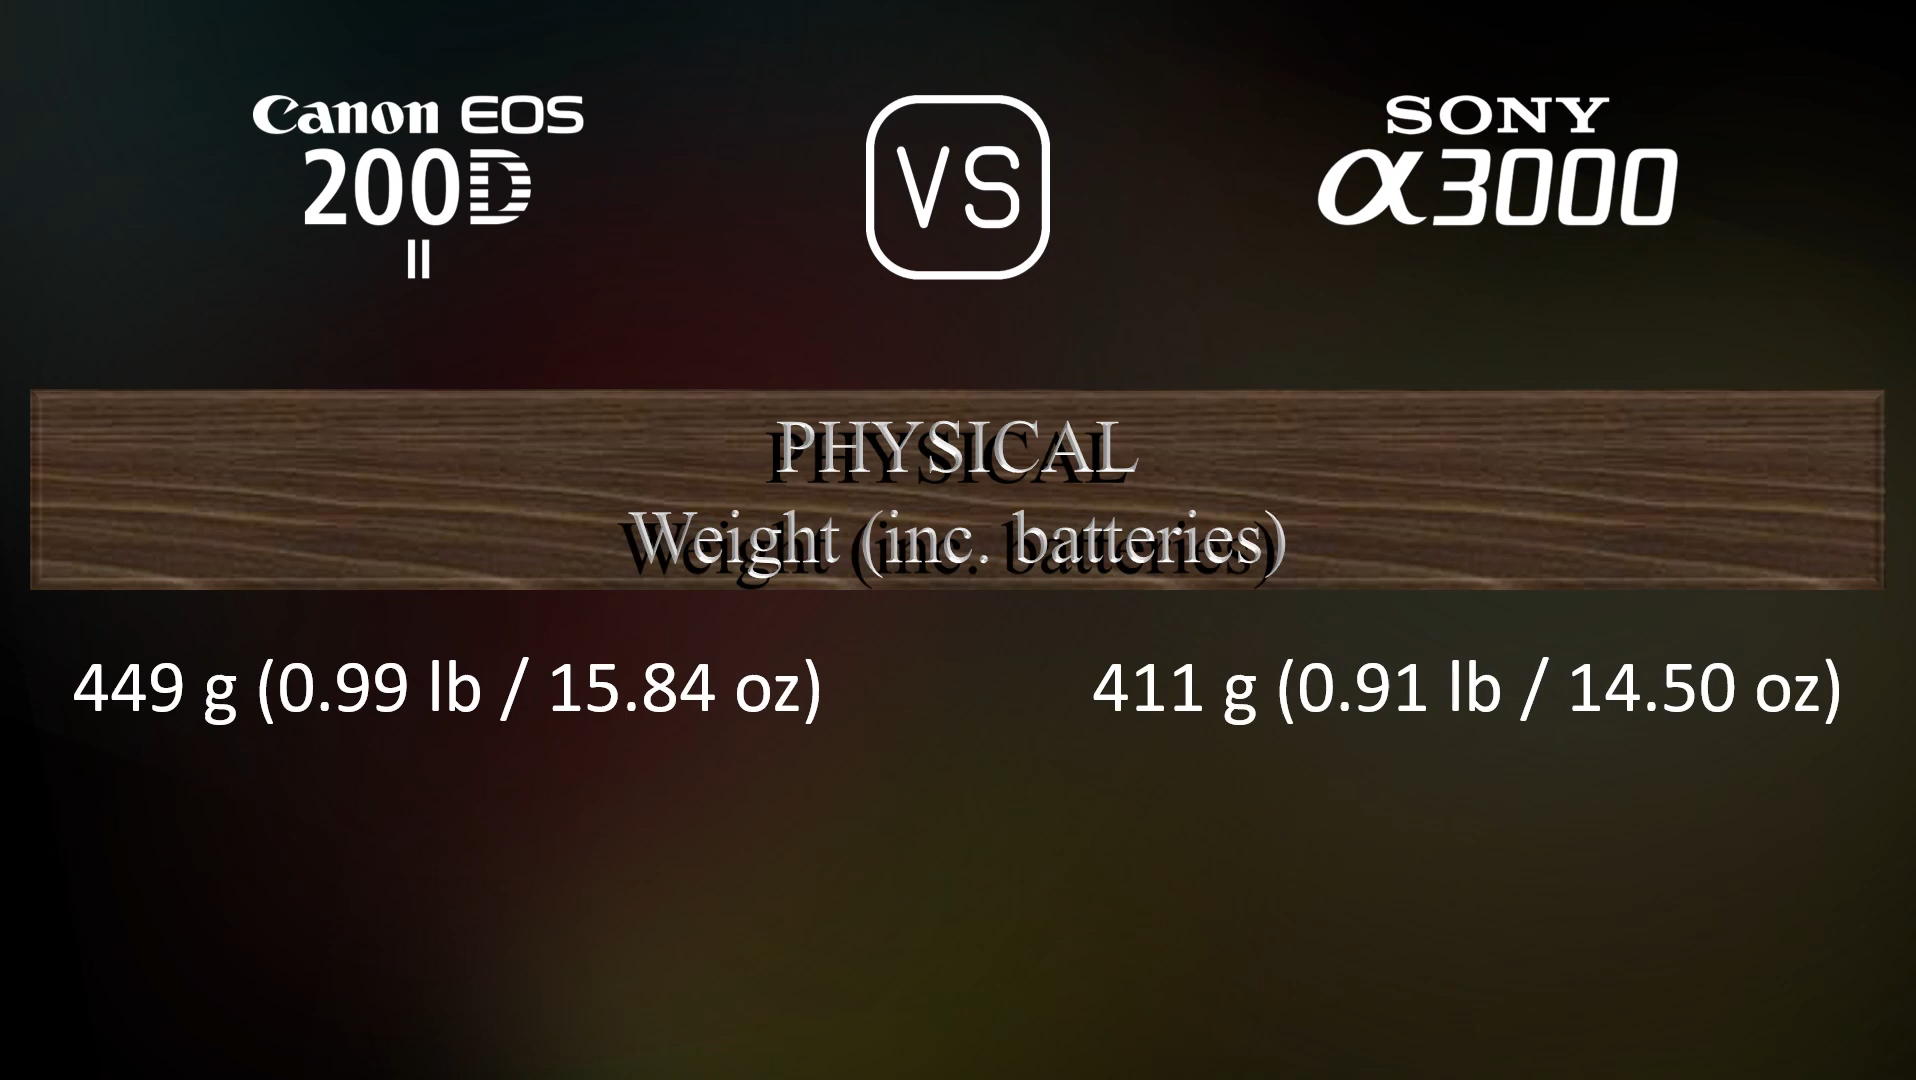 Canon EOS
200D
II
VS
SONY
α3000
PHYSICAL
Weight (inc. batteries)
449 g (0.99 lb / 15.84 oz)
411 g (0.91 lb / 14.50 oz)